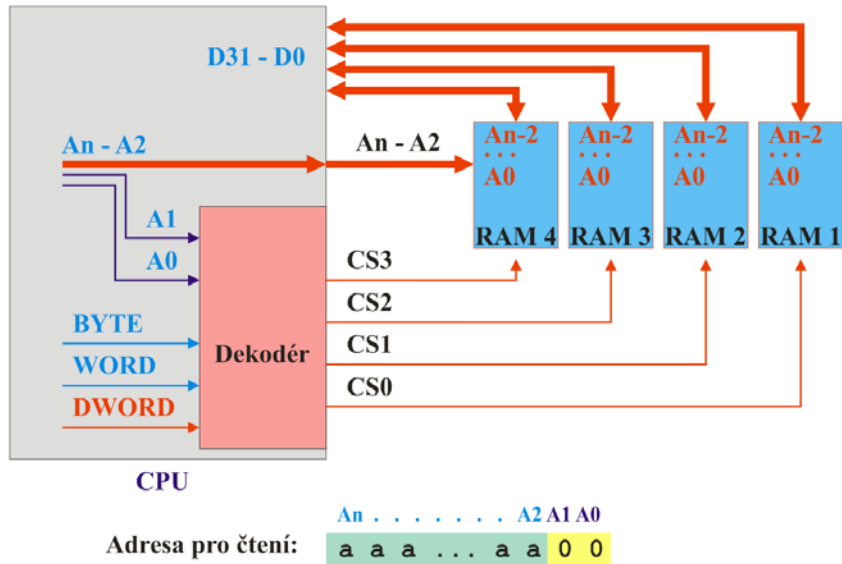 D31 - D0
An-2 An-2 An-2 An-2
... ... ... ...
A0 A0 A0 A0
RAM 4 RAM 3 RAM 2 RAM 1
An - A2 An - A2
A1
A0
CS3
CS2
BYTE
CS1
WORD
Dekodér
CS0
DWORD
CPU
An . . . . . . . A2 A1 A0
Adresa pro čtení: a a a ... a a 0 0